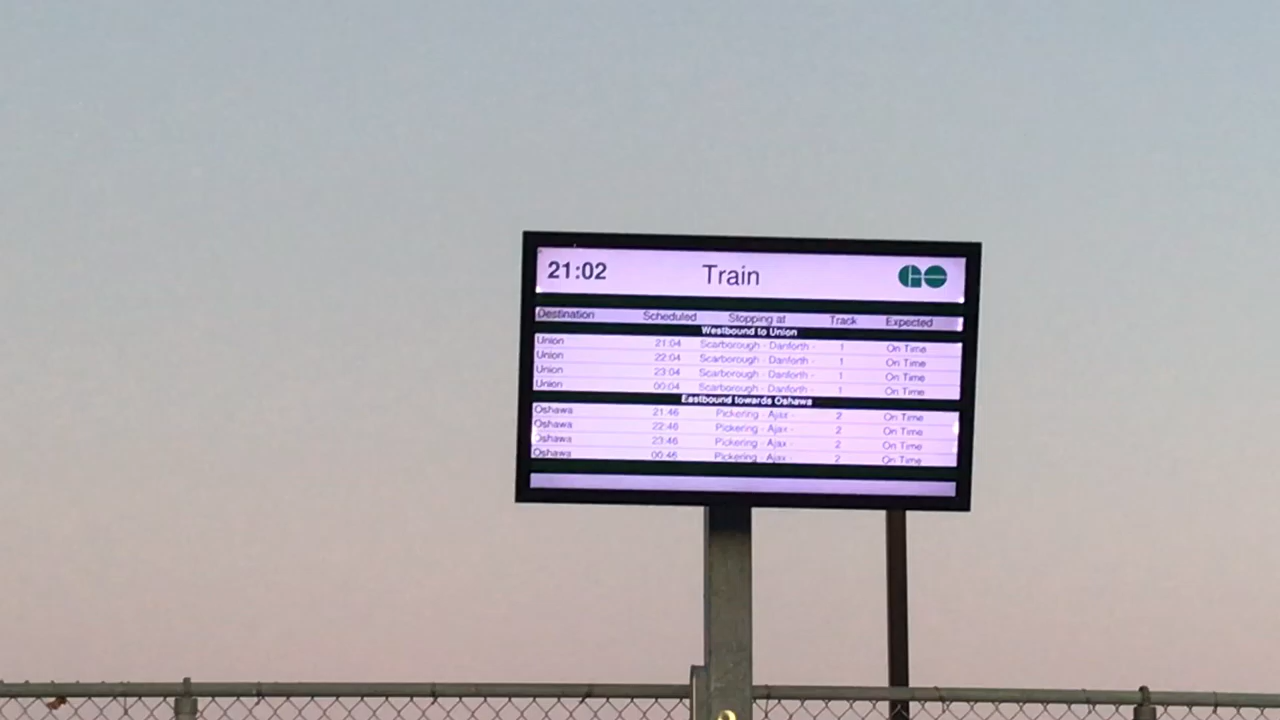 21:02 Train GO
Destination Scheduled Stopping at Track Expected
Westbound to Union
Union 21:04 Scarborough - Danforth - 1 On Time
Union 22:04 Scarborough - Danforth - 1 On Time
Union 23:04 Scarborough - Danforth - 1 On Time
Union 00:04 Scarborough - Danforth - 1 On Time
Eastbound towards Oshawa
Oshawa 21:46 Pickering - Ajax - 2 On Time
Oshawa 22:46 Pickering - Ajax - 2 On Time
Oshawa 23:46 Pickering - Ajax - 2 On Time
Oshawa 00:46 Pickering - Ajax - 2 On Time